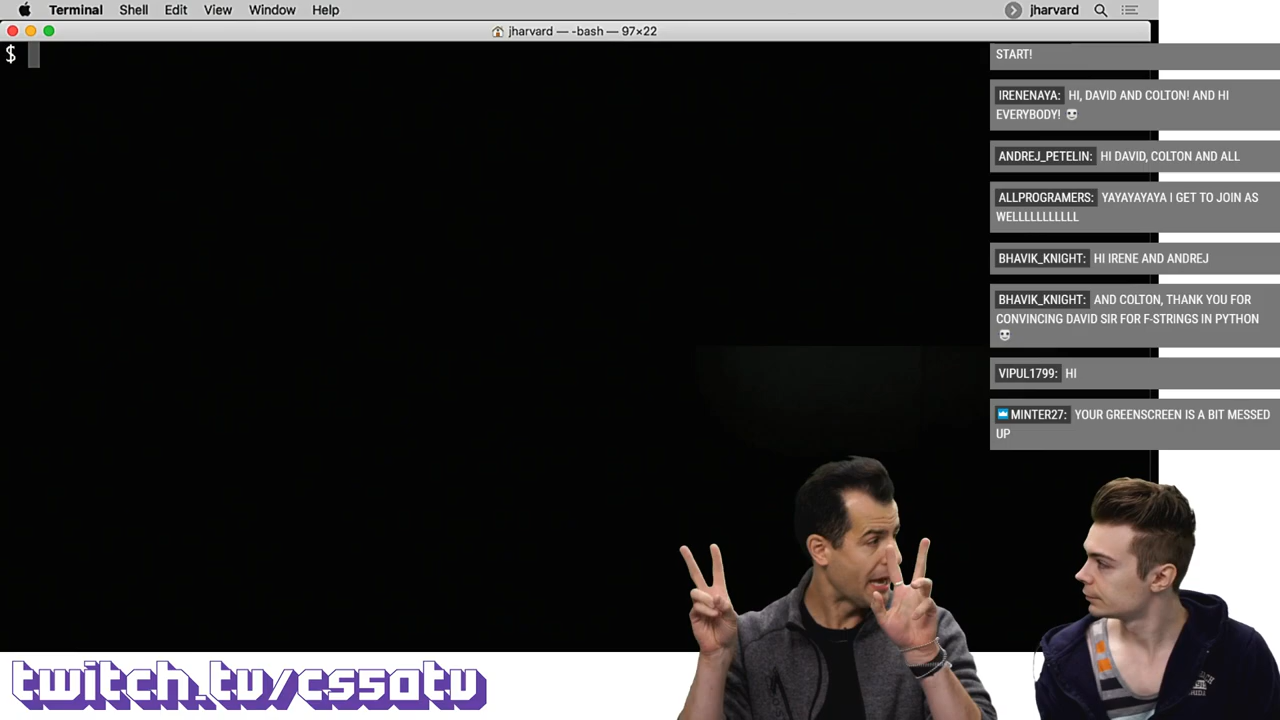 Terminal Shell Edit View Window Help jharvard
jharvard — -bash — 97×22
$
START!
IRENENAYA: HI, DAVID AND COLTON! AND HI
EVERYBODY!
ANDREJ_PETELIN: HI DAVID, COLTON AND ALL
ALLPROGRAMERS: YAYAYAYAYA I GET TO JOIN AS
WELLLLLLLLLL
BHAVIK_KNIGHT: HI IRENE AND ANDREJ
BHAVIK_KNIGHT: AND COLTON, THANK YOU FOR
CONVINCING DAVID SIR FOR F-STRINGS IN PYTHON
VIPUL1799: HI
MINTER27: YOUR GREENSCREEN IS A BIT MESSED
UP
twitch.tv/cs50tv